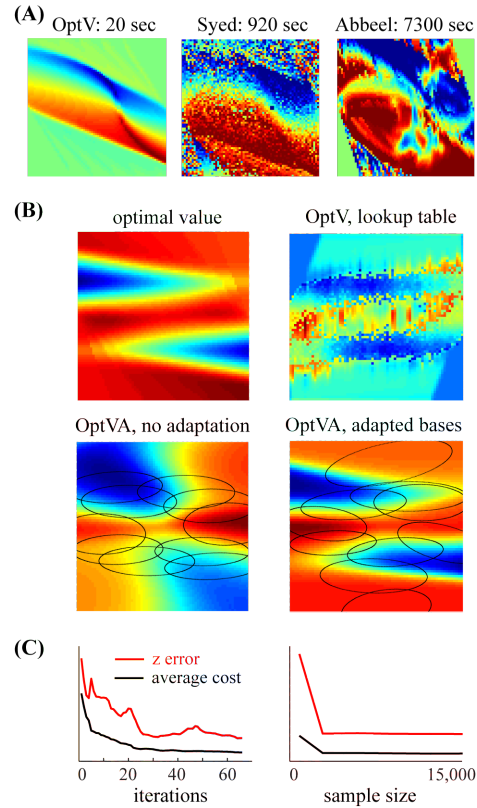 (A)
OptV: 20 sec
Syed: 920 sec
Abbeel: 7300 sec
(B)
optimal value
OptV, lookup table
OptVA, no adaptation
OptVA, adapted bases
(C)
z error
average cost
0
20
40
60
0
15,000
iterations
sample size